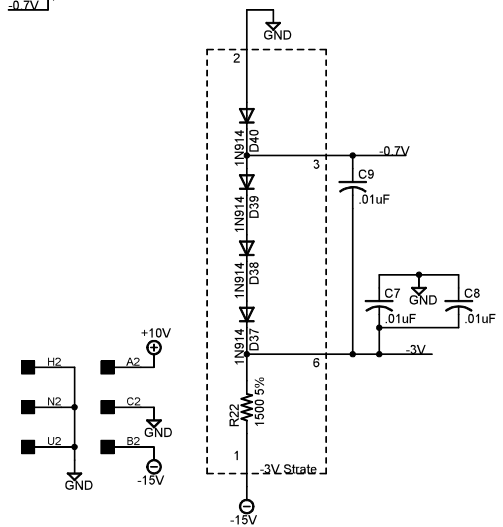 -0.7V
GND
2
1N914
D40
3
-0.7V
C9
.01uF
1N914
D39
1N914
D38
C7
.01uF
GND
C8
.01uF
1N914
D37
6
-3V
+10V
H2
A2
N2
C2
GND
U2
B2
GND
-15V
R22
1500 5%
1
-3V Strate
-15V